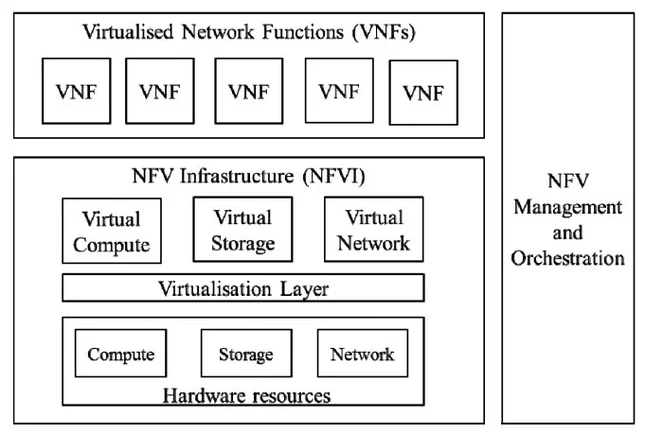 Virtualised Network Functions (VNFs)
VNF VNF VNF VNF VNF
NFV Infrastructure (NFVI)
Virtual
Compute
Virtual
Storage
Virtual
Network
Virtualisation Layer
Compute
Storage
Network
Hardware resources
NFV
Management
and
Orchestration